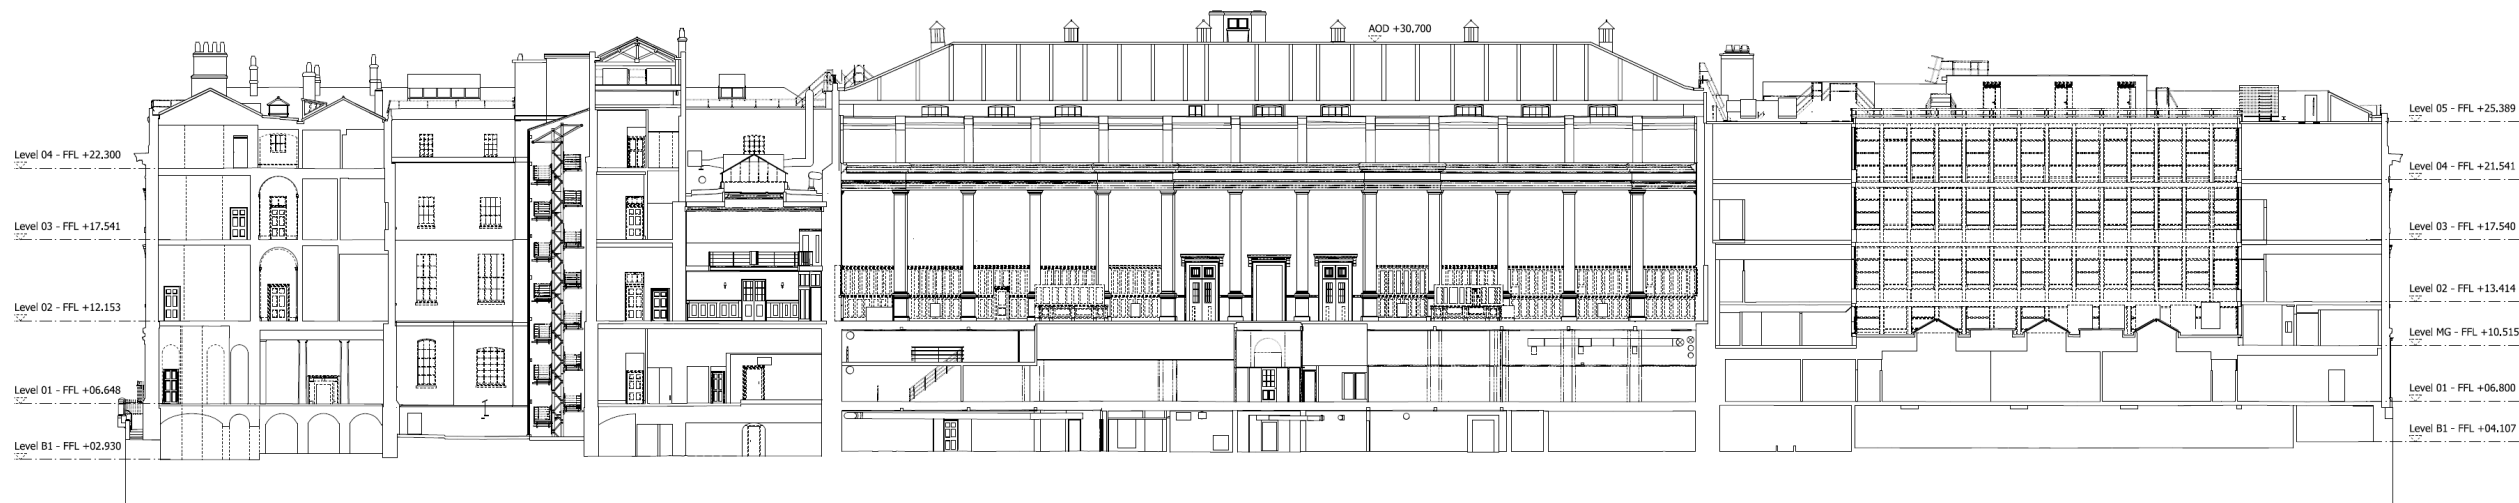 AOD +30,700
Level 04 - FFL +22,300
Level 03 - FFL +17.541
Level 02 - FFL +12.153
Level 01 - FFL +06.648
Level B1 - FFL +02.930
Level 05 - FFL +25.389
Level 04 - FFL +21.541
Level 03 - FFL +17.540
Level 02 - FFL +13.414
Level MG - FFL +10.515
Level 01 - FFL +06.800
Level B1 - FFL +04.107